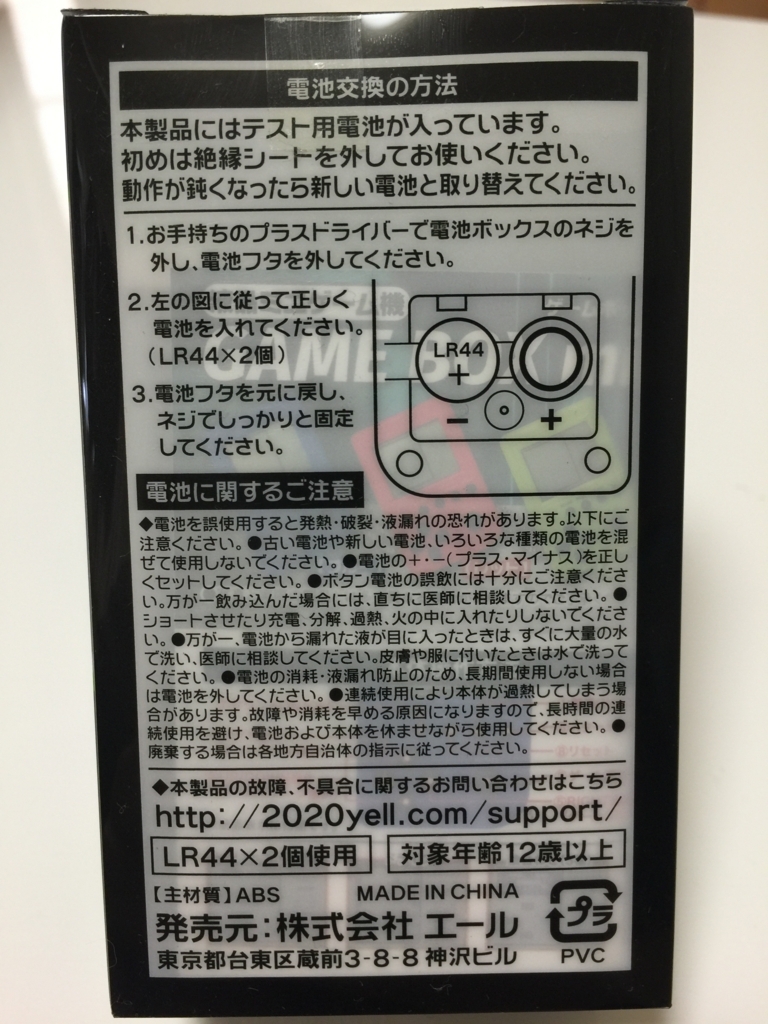 電池交換の方法
本製品にはテスト用電池が入っています。
初めは絶縁シートを外してお使いください。
動作が鈍くなったら新しい電池と取り替えてください。
1.お手持ちのプラスドライバーで電池ボックスのネジを
外し、電池フタを外してください。
2.左の図に従って正しく
電池を入れてください。
(LR44×2個)
3.電池フタを元に戻し、
ネジでしっかりと固定
してください。
LR44
+
− +
GAME BOX mi
電池に関するご注意
◆電池を誤使用すると発熱・破裂・液漏れの恐れがあります。以下にご
注意ください。●古い電池や新しい電池、いろいろな種類の電池を混
ぜて使用しないでください。●電池の+・−(プラス・マイナス)を正し
くセットしてください。●ボタン電池の誤飲には十分にご注意くださ
い。万が一飲み込んだ場合には、直ちに医師に相談してください。●
ショートさせたり充電、分解、過熱、火の中に入れたりしないでくださ
い。●万が一、電池から漏れた液が目に入ったときは、すぐに大量の水
で洗い、医師に相談してください。皮膚や服に付いたときは水で洗って
ください。●電池の消耗・液漏れ防止のため、長期間使用しない場合
は電池を外してください。●連続使用により本体が過熱してしまう場
合があります。故障や消耗を早める原因になりますので、長時間の連
続使用を避け、電池および本体を休ませながら使用してください。●
廃棄する場合は各地方自治体の指示に従ってください。
◆本製品の故障、不具合に関するお問い合わせはこちら
http://2020yell.com/support/
LR44×2個使用
対象年齢12歳以上
【主材質】ABS MADE IN CHINA
発売元:株式会社 エール
東京都台東区蔵前3-8-8 神沢ビル
プラ
PVC